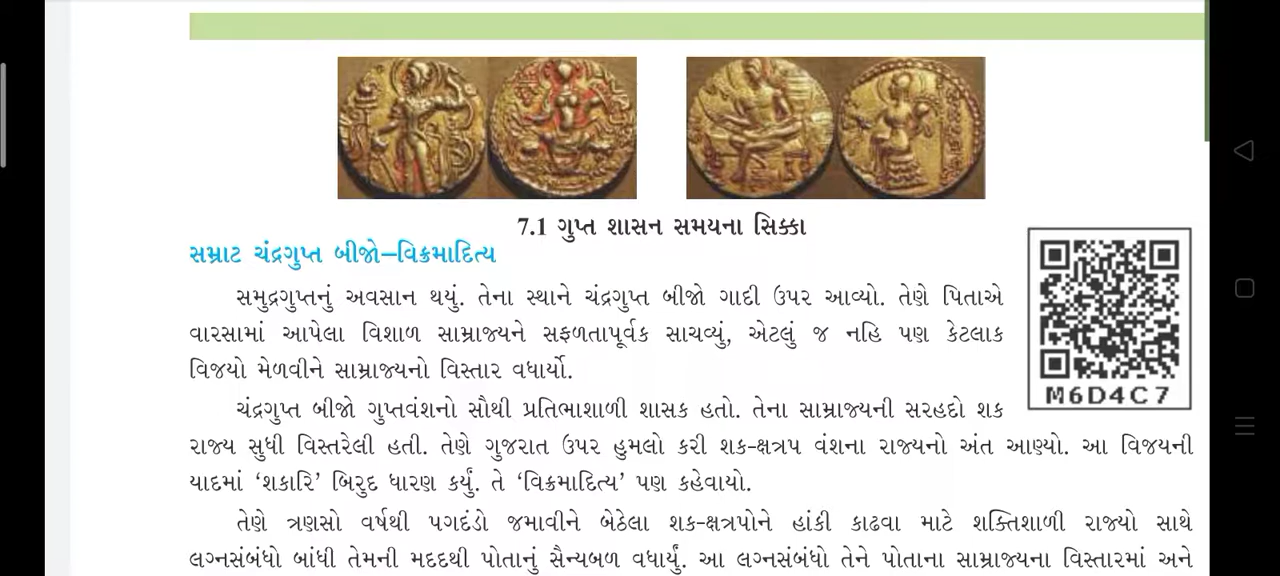 7.1 ગુપ્ત શાસન સમયના સિક્કા
સમ્રાટ ચંદ્રગુપ્ત બીજો–વિક્રમાદિત્ય
સમુદ્રગુપ્તનું અવસાન થયું. તેના સ્થાને ચંદ્રગુપ્ત બીજો ગાદી ઉપર આવ્યો. તેણે પિતાએ
વારસામાં આપેલા વિશાળ સામ્રાજ્યને સફળતાપૂર્વક સાચવ્યું, એટલું જ નહિ પણ કેટલાક
વિજયો મેળવીને સામ્રાજ્યનો વિસ્તાર વધાર્યો.
M6D4C7
ચંદ્રગુપ્ત બીજો ગુપ્તવંશનો સૌથી પ્રતિભાશાળી શાસક હતો. તેના સામ્રાજ્યની સરહદો શક
રાજ્ય સુધી વિસ્તરેલી હતી. તેણે ગુજરાત ઉપર હુમલો કરી શક-ક્ષત્રપ વંશના રાજ્યનો અંત આણ્યો. આ વિજયની
યાદમાં ‘શકારિ’ બિરુદ ધારણ કર્યું. તે ‘વિક્રમાદિત્ય’ પણ કહેવાયો.
તેણે ત્રણસો વર્ષથી પગદંડો જમાવીને બેઠેલા શક-ક્ષત્રપોને હાંકી કાઢવા માટે શક્તિશાળી રાજ્યો સાથે
લગ્નસંબંધો બાંધી તેમની મદદથી પોતાનું સૈન્યબળ વધાર્યું. આ લગ્નસંબંધો તેને પોતાના સામ્રાજ્યના વિસ્તારમાં અને